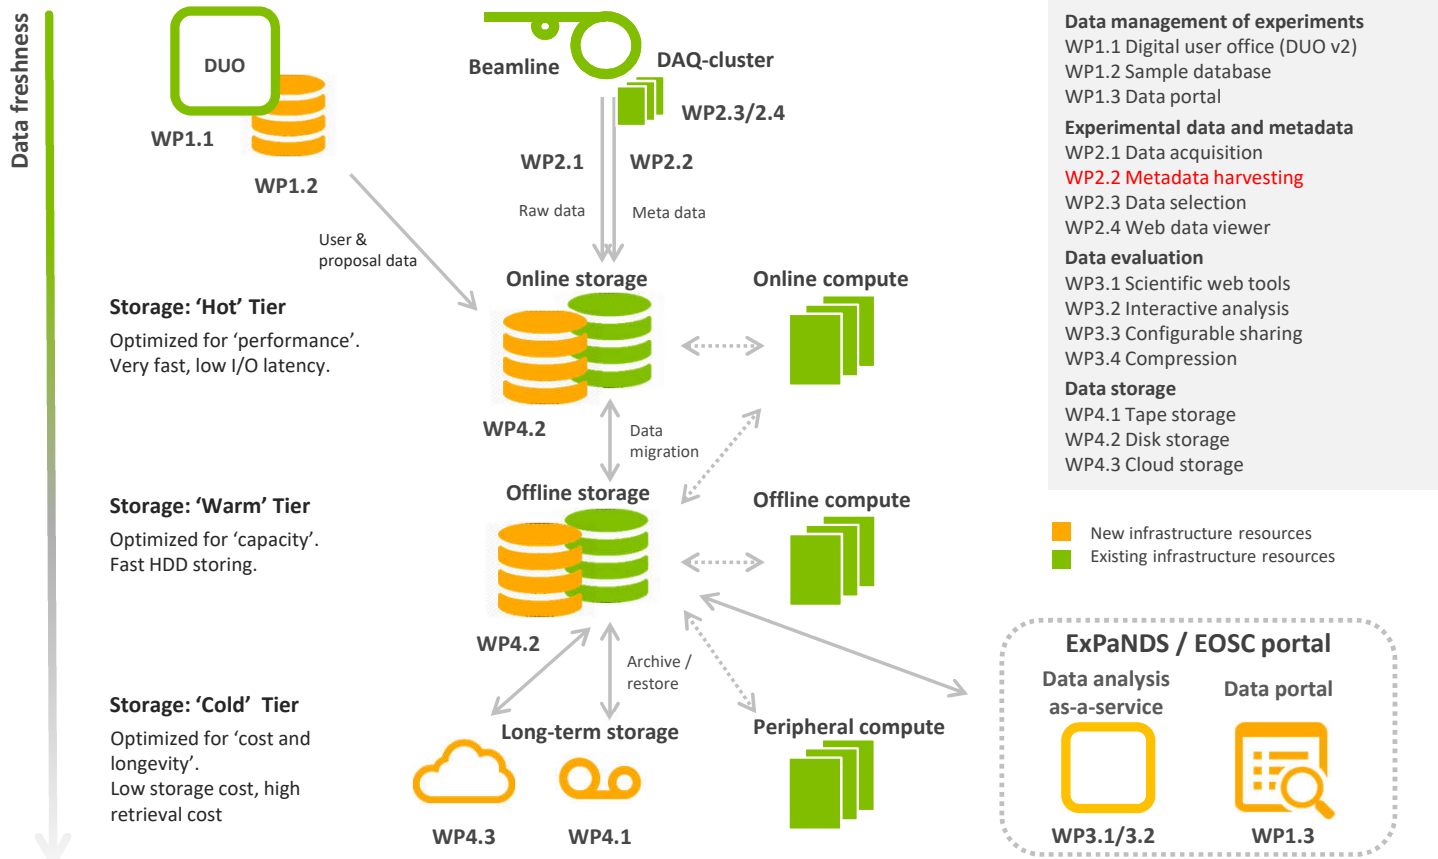 Data freshness
DUO
WP1.1
WP1.2
Beamline
DAQ-cluster
WP2.3/2.4
WP2.1
WP2.2
Raw data
Meta data
User &
proposal data
Storage: ‘Hot’ Tier
Optimized for ‘performance’.
Very fast, low I/O latency.
Online storage
Online compute
WP4.2
Data
migration
Storage: ‘Warm’ Tier
Optimized for ‘capacity’.
Fast HDD storing.
Offline storage
Offline compute
WP4.2
Archive /
restore
Storage: ‘Cold’ Tier
Optimized for ‘cost and
longevity’.
Low storage cost, high
retrieval cost
Long-term storage
Peripheral compute
WP4.3
WP4.1
Data management of experiments
WP1.1 Digital user office (DUO v2)
WP1.2 Sample database
WP1.3 Data portal
Experimental data and metadata
WP2.1 Data acquisition
WP2.2 Metadata harvesting
WP2.3 Data selection
WP2.4 Web data viewer
Data evaluation
WP3.1 Scientific web tools
WP3.2 Interactive analysis
WP3.3 Configurable sharing
WP3.4 Compression
Data storage
WP4.1 Tape storage
WP4.2 Disk storage
WP4.3 Cloud storage
New infrastructure resources
Existing infrastructure resources
ExPaNDS / EOSC portal
Data analysis
as-a-service
Data portal
WP3.1/3.2
WP1.3